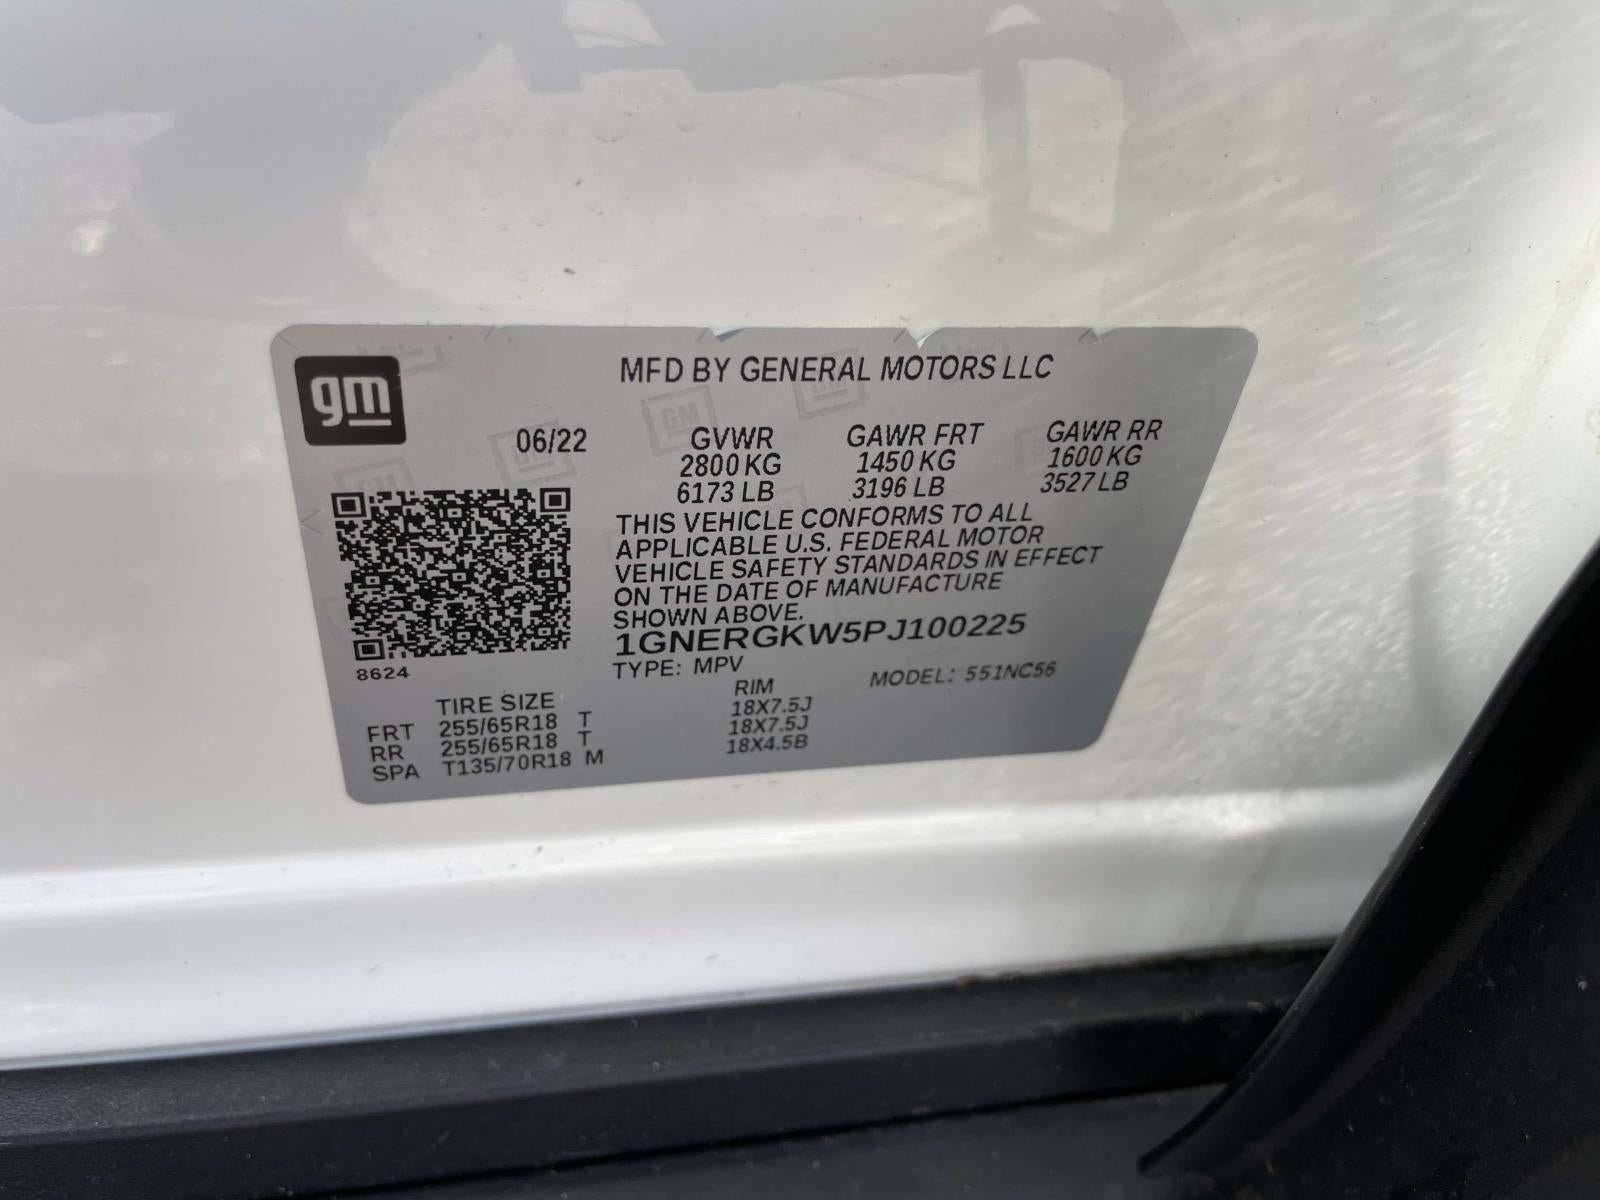 gm
MFD BY GENERAL MOTORS LLC
06/22
GVWR GAWR FRT GAWR RR
2800 KG 1450 KG 1600 KG
6173 LB 3196 LB 3527 LB
THIS VEHICLE CONFORMS TO ALL
APPLICABLE U.S. FEDERAL MOTOR
VEHICLE SAFETY STANDARDS IN EFFECT
ON THE DATE OF MANUFACTURE
SHOWN ABOVE.
1GNERGKW5PJ100225
8624
TYPE: MPV MODEL: 551NC56
TIRE SIZE RIM
FRT 255/65R18 T 18X7.5J
RR 255/65R18 T 18X7.5J
SPA T135/70R18 M 18X4.5B
GM
GM